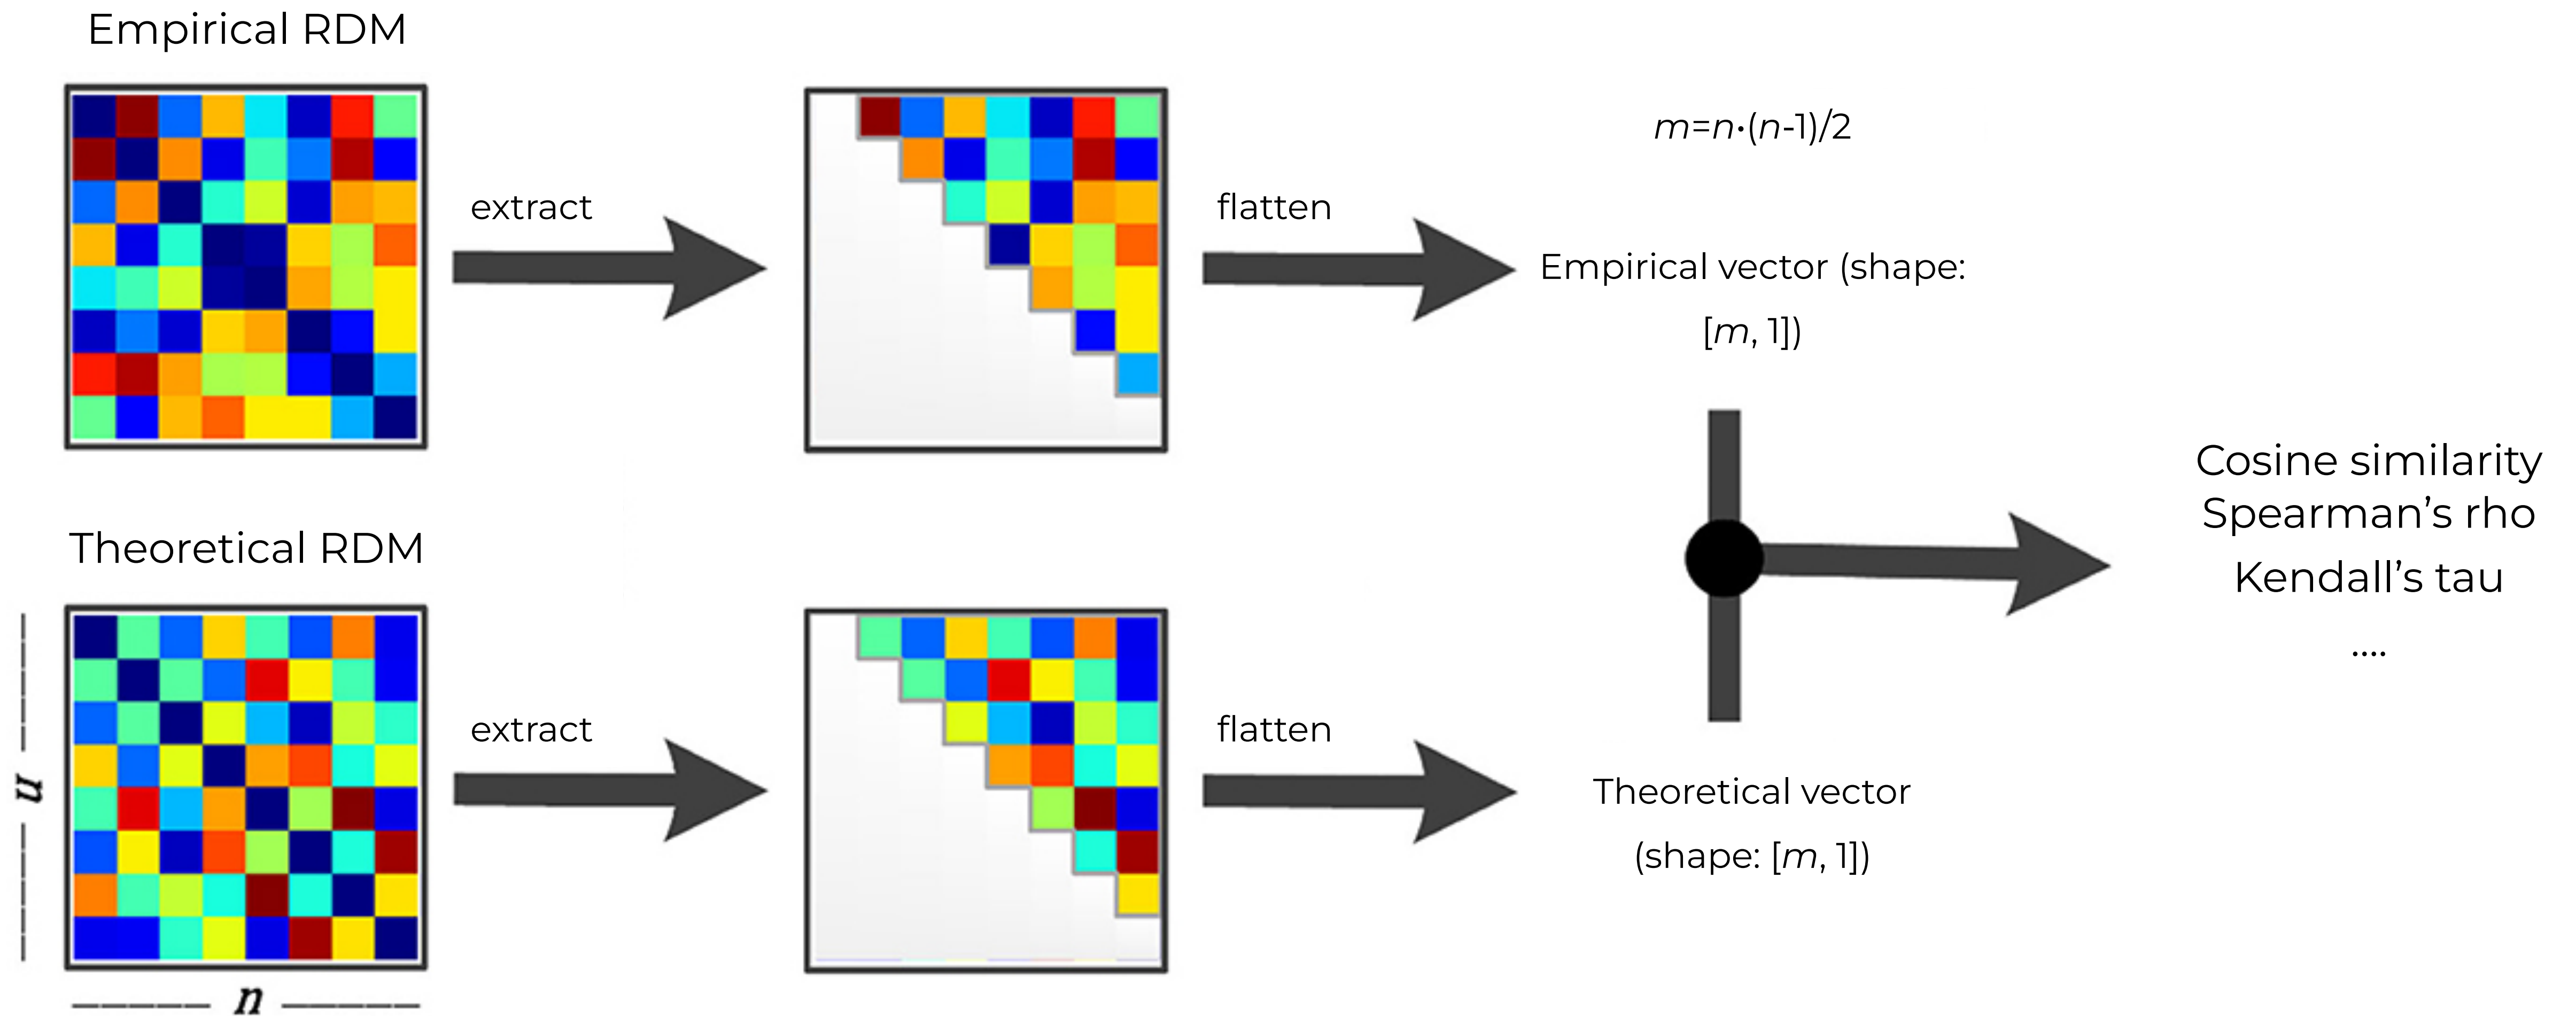 Empirical RDM
extract
flatten
m=n·(n-1)/2
Empirical vector (shape:
[m, 1])
Theoretical RDM
n
n
extract
flatten
Theoretical vector
(shape: [m, 1])
Cosine similarity
Spearman’s rho
Kendall’s tau
....